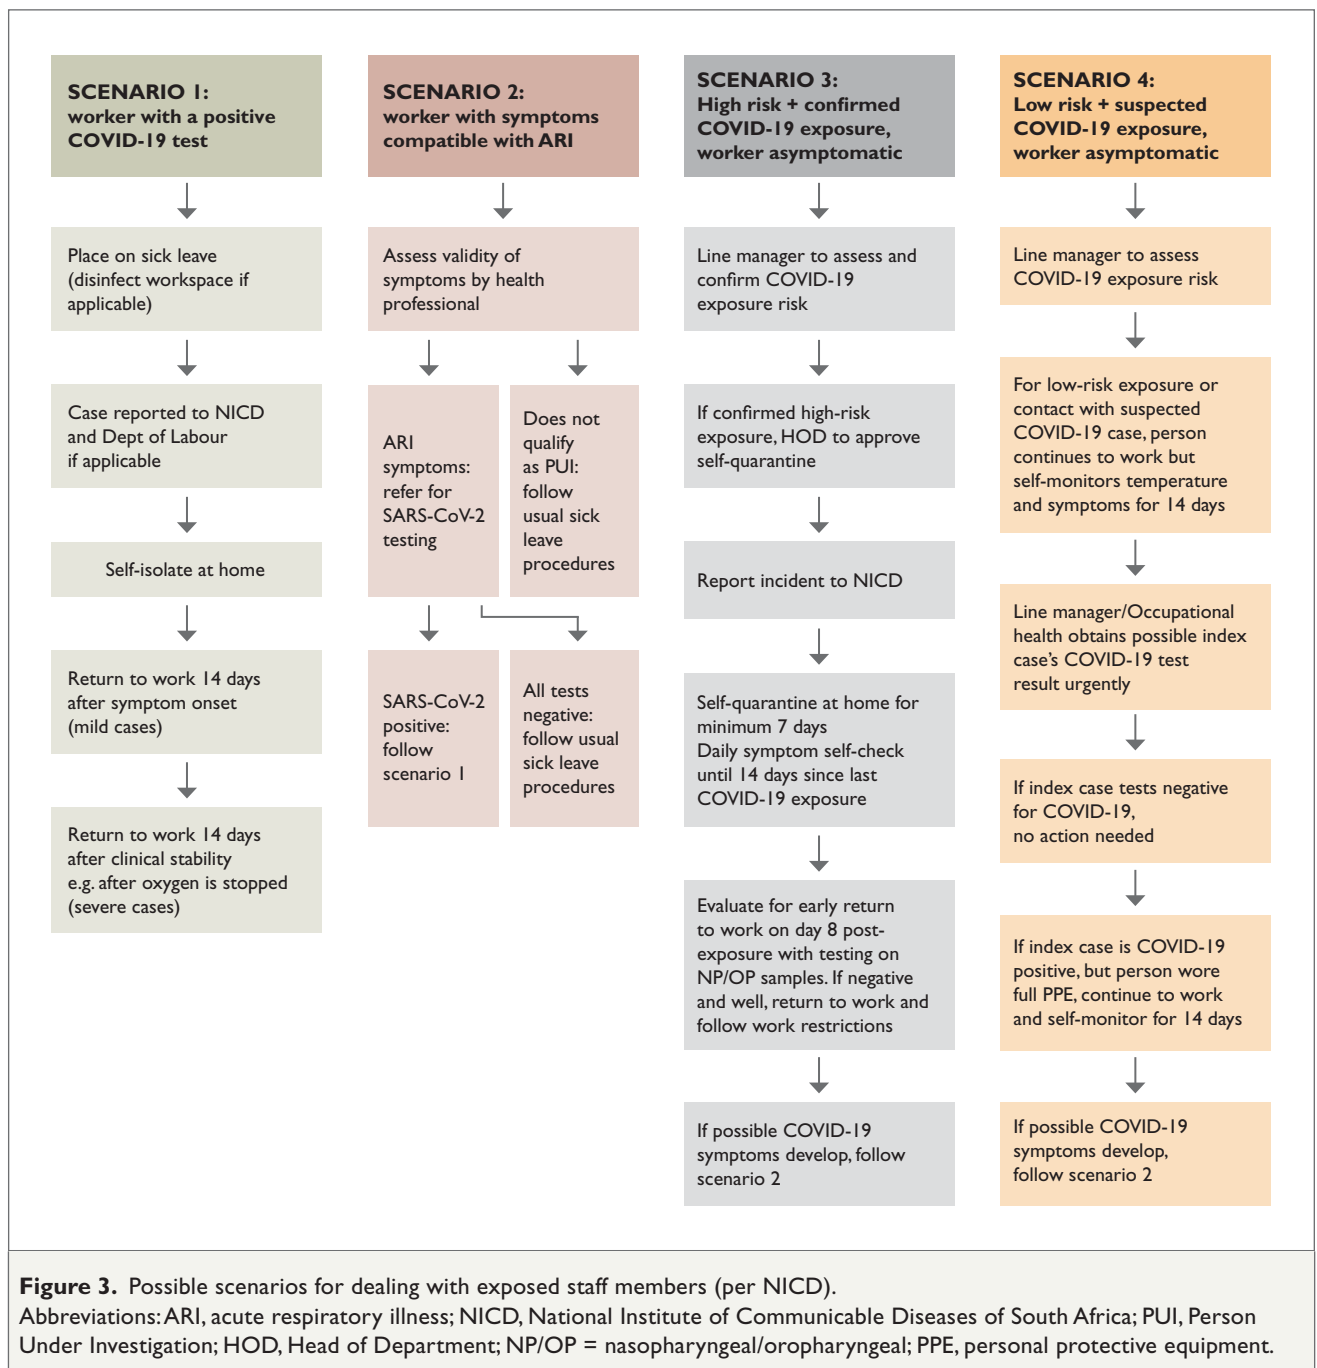 SCENARIO 1:
worker with a positive
COVID-19 test
Place on sick leave
(disinfect workspace if
applicable)
Case reported to NICD
and Dept of Labour
if applicable
Self-isolate at home
Return to work 14 days
after symptom onset
(mild cases)
Return to work 14 days
after clinical stability
e.g. after oxygen is stopped
(severe cases)
SCENARIO 2:
worker with symptoms
compatible with ARI
Assess validity of
symptoms by health
professional
ARI
symptoms:
refer for
SARS-CoV-2
testing
Does not
qualify
as PUI:
follow
usual sick
leave
procedures
SARS-CoV-2
positive:
follow
scenario 1
All tests
negative:
follow usual
sick leave
procedures
SCENARIO 3:
High risk + confirmed
COVID-19 exposure,
worker asymptomatic
Line manager to assess and
confirm COVID-19
exposure risk
If confirmed high-risk
exposure, HOD to approve
self-quarantine
Report incident to NICD
Self-quarantine at home for
minimum 7 days
Daily symptom self-check
until 14 days since last
COVID-19 exposure
Evaluate for early return
to work on day 8 post-
exposure with testing on
NP/OP samples. If negative
and well, return to work and
follow work restrictions
If possible COVID-19
symptoms develop, follow
scenario 2
SCENARIO 4:
Low risk + suspected
COVID-19 exposure,
worker asymptomatic
Line manager to assess
COVID-19 exposure risk
For low-risk exposure or
contact with suspected
COVID-19 case, person
continues to work but
self-monitors temperature
and symptoms for 14 days
Line manager/Occupational
health obtains possible index
case's COVID-19 test
result urgently
If index case tests negative
for COVID-19,
no action needed
If index case is COVID-19
positive, but person wore
full PPE, continue to work
and self-monitor for 14 days
If possible COVID-19
symptoms develop,
follow scenario 2
Figure 3. Possible scenarios for dealing with exposed staff members (per NICD).
Abbreviations: ARI, acute respiratory illness; NICD, National Institute of Communicable Diseases of South Africa; PUI, Person
Under Investigation; HOD, Head of Department; NP/OP = nasopharyngeal/oropharyngeal; PPE, personal protective equipment.